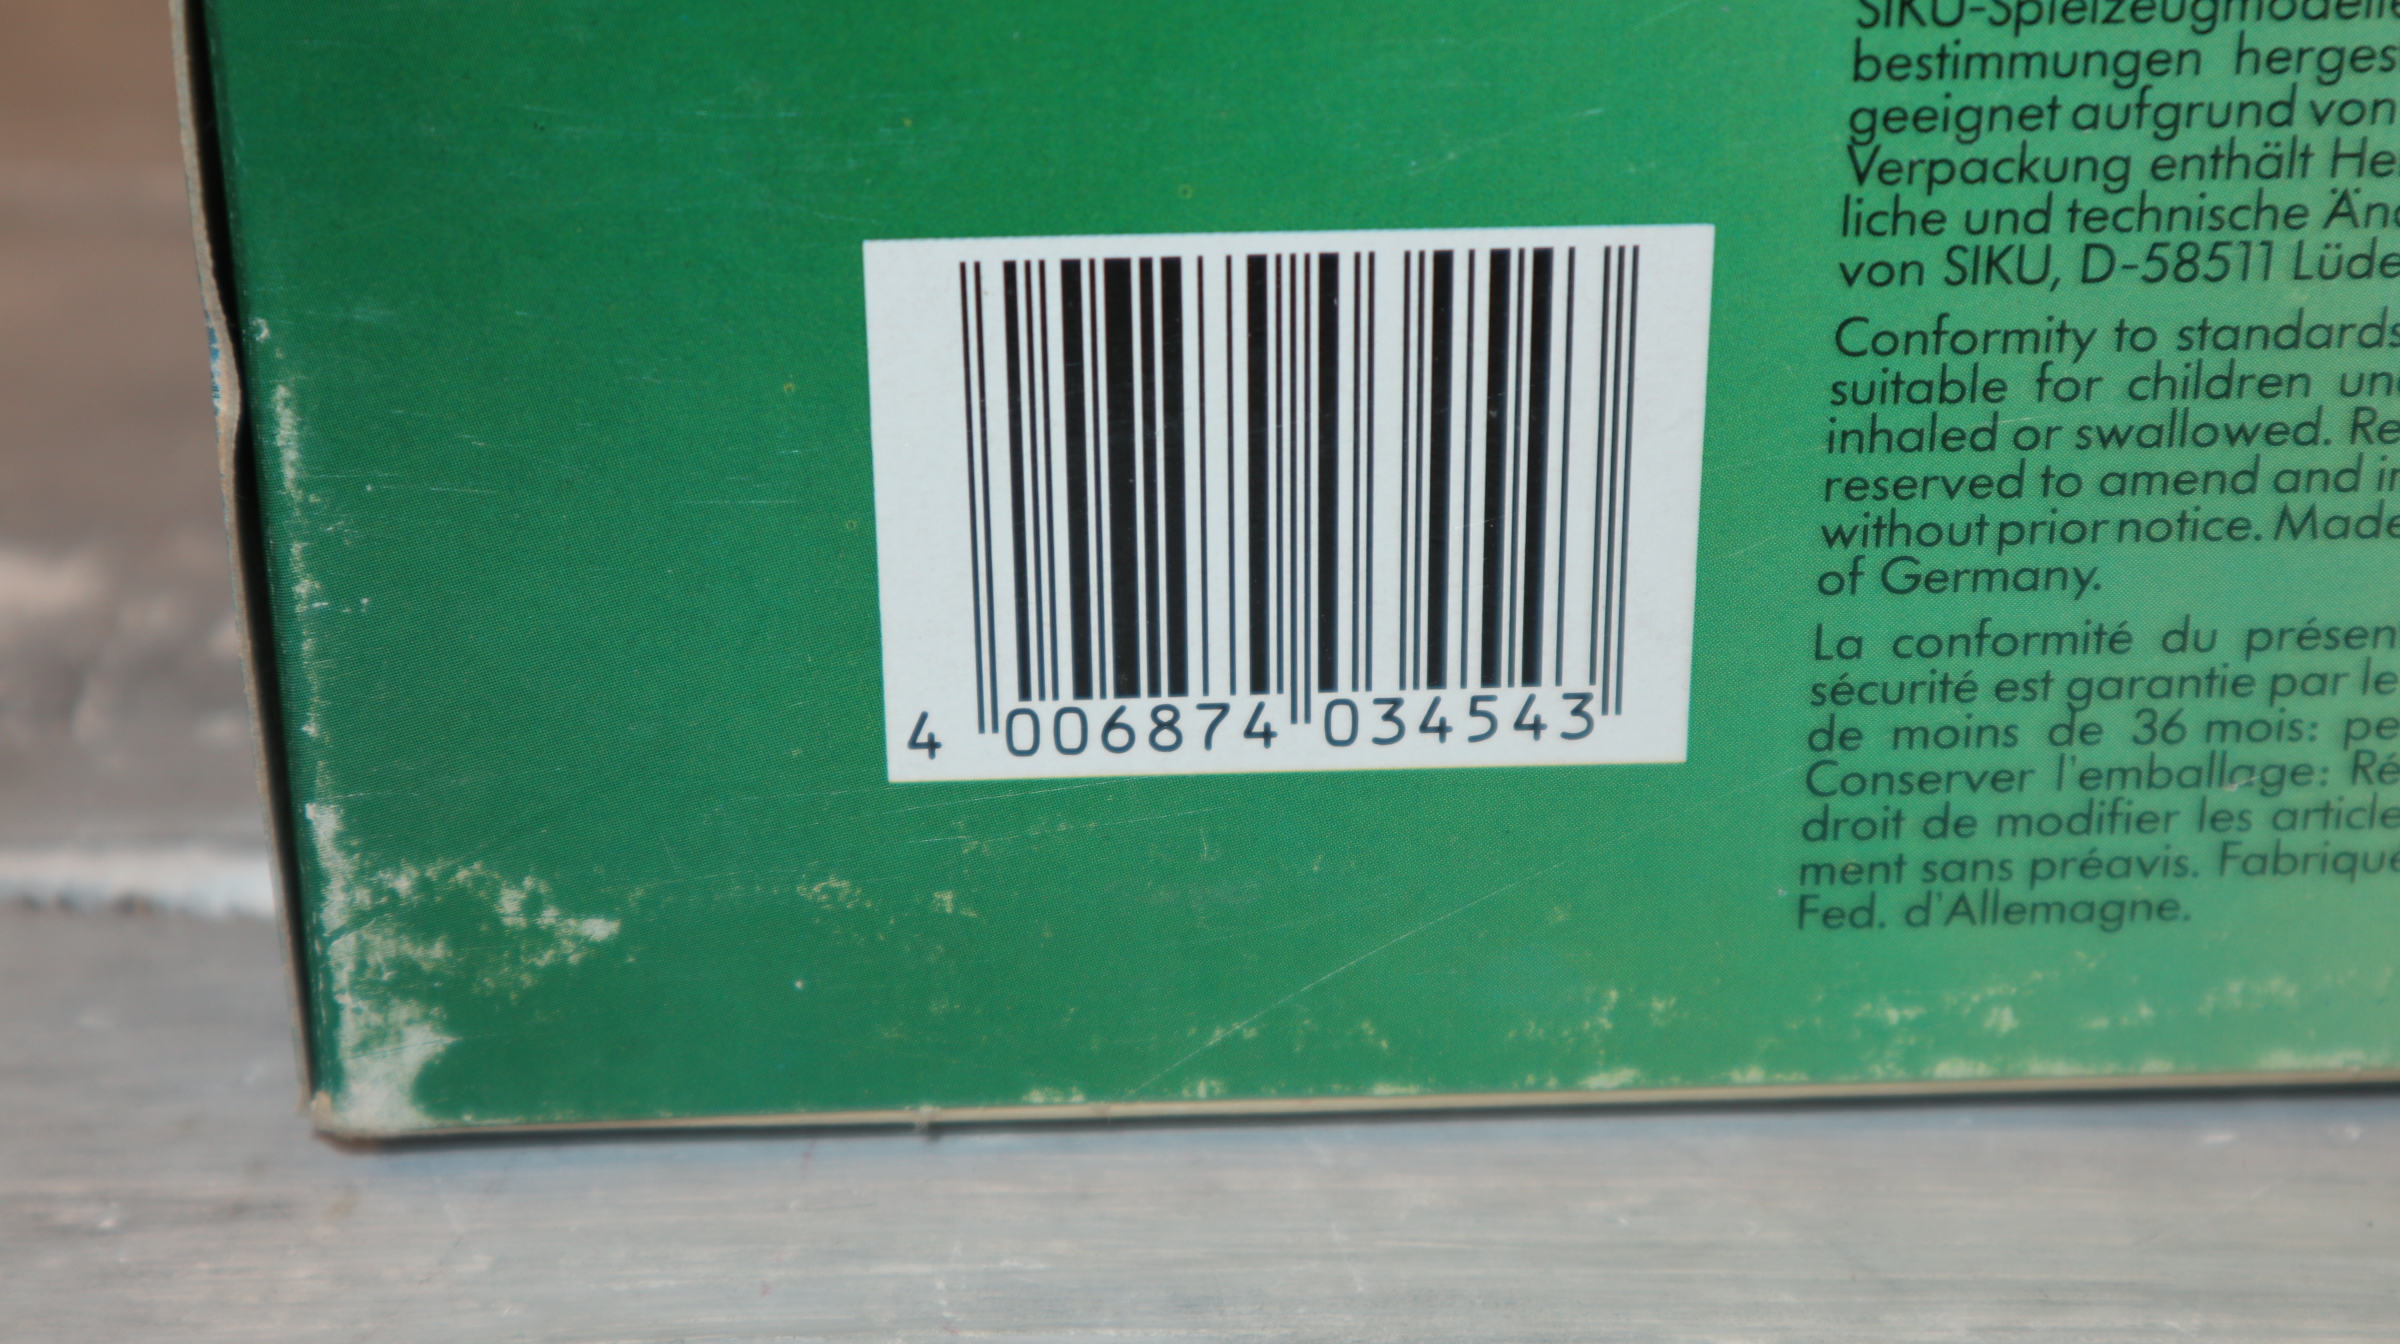 SIKU-Spielzeugmodelle
bestimmungen herges
geeignet aufgrund von
Verpackung enthält He
liche und technische Än
von SIKU, D-58511 Lüde
Conformity to standards
suitable for children un
inhaled or swallowed. Re
reserved to amend and i
without prior notice. Made
of Germany.
La conformité du présen
sécurité est garantie par le
de moins de 36 mois: pe
Conserver l'emballage: Ré
droit de modifier les article
ment sans préavis. Fabrique
Fed. d'Allemagne.
4 006874 034543